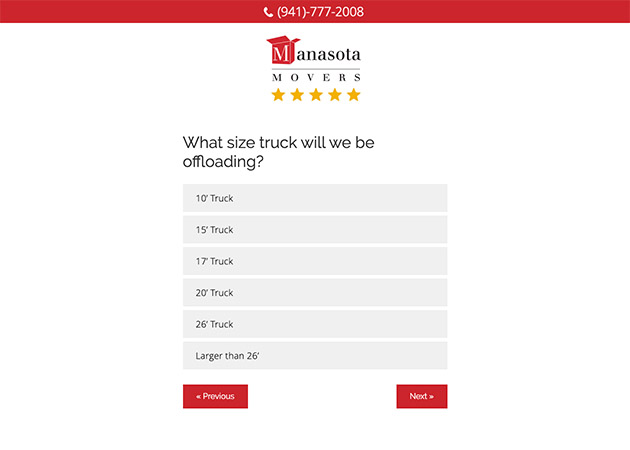 (941)-777-2008
Manasota
MOVERS
What size truck will we be
offloading?
10’ Truck
15’ Truck
17’ Truck
20’ Truck
26’ Truck
Larger than 26’
« Previous
Next »